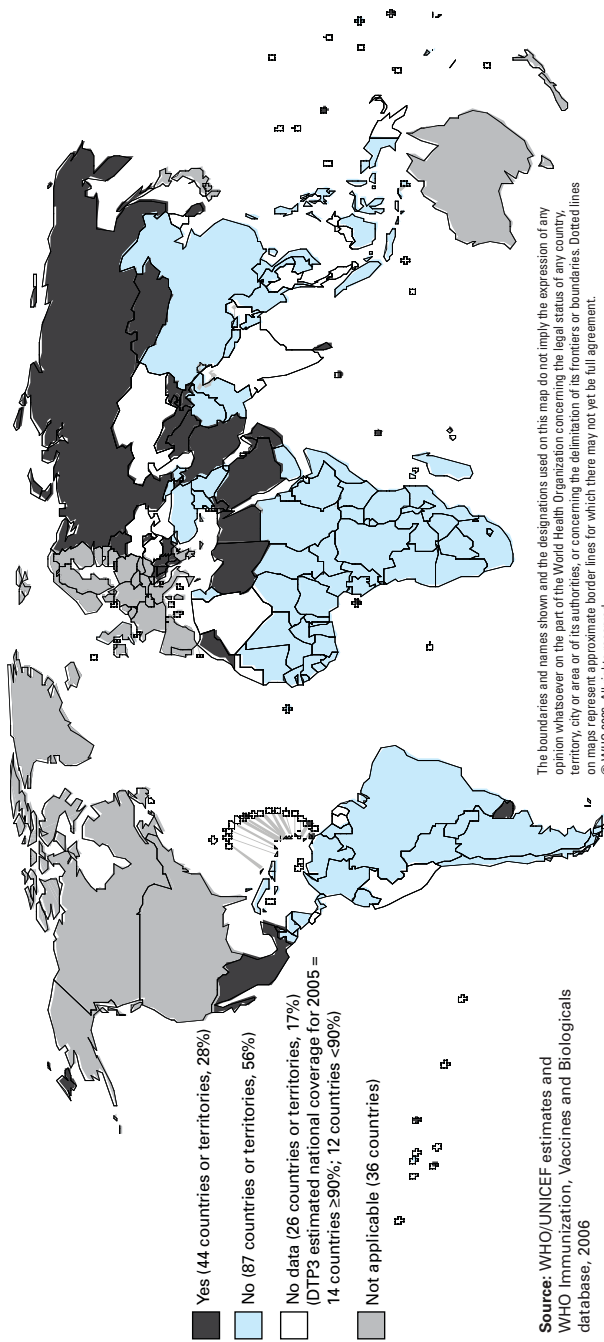 Yes (44 countries or territories, 28%)
No (87 countries or territories, 56%)
No data (26 countries or territories, 17%)
(DTP3 estimated national coverage for 2005 =
14 countries ≥90%; 12 countries <90%)
Not applicable (36 countries)
Source: WHO/UNICEF estimates and
WHO Immunization, Vaccines and Biologicals
database, 2006
The boundaries and names shown and the designations used on this map do not imply the expression of any
opinion whatsoever on the part of the World Health Organization concerning the legal status of any country,
territory, city or area or of its authorities, or concerning the delimitation of its frontiers or boundaries. Dotted lines
on maps represent approximate border lines for which there may not yet be full agreement.